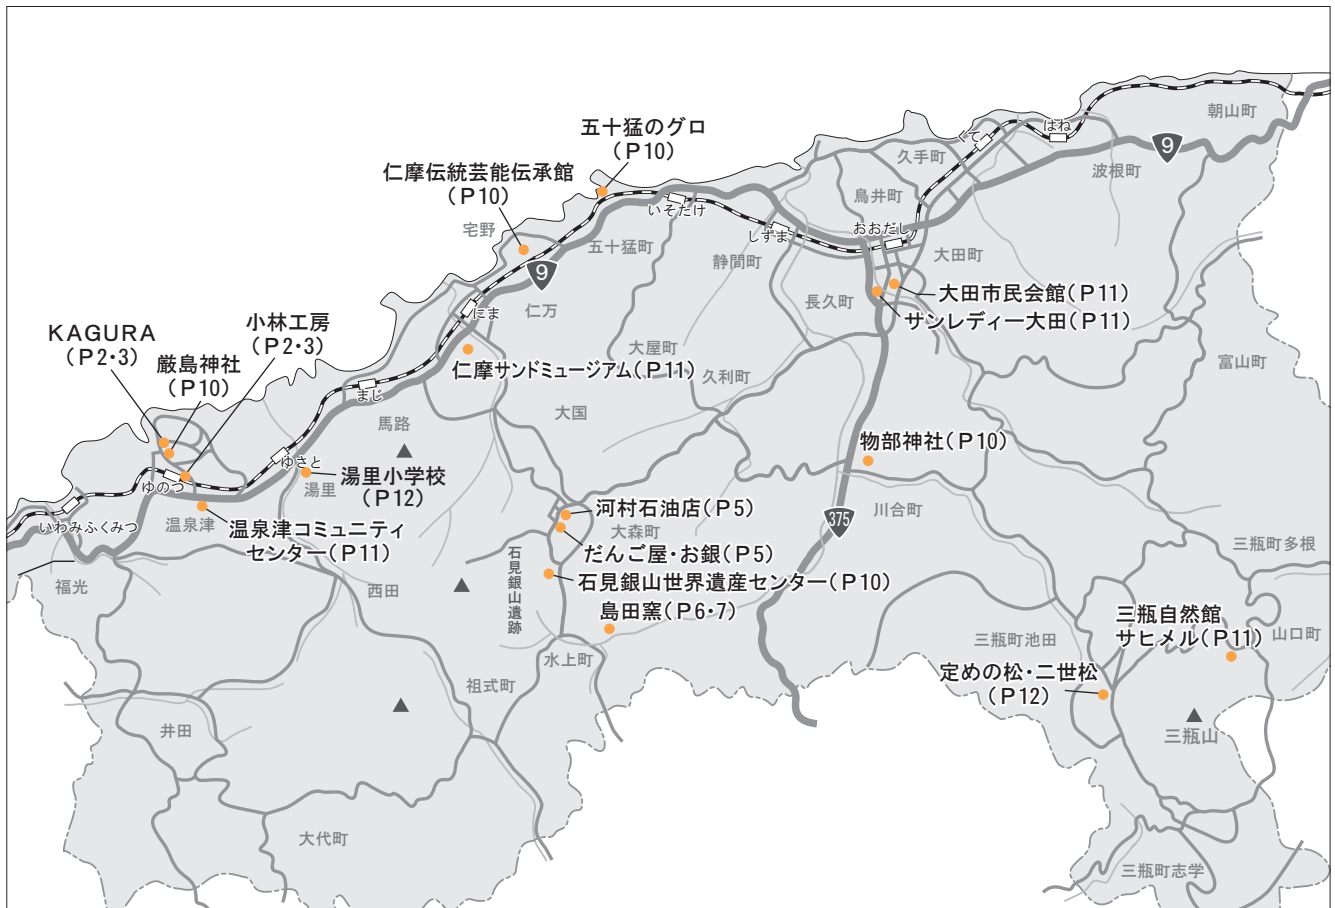 朝山町
五十猛のグロ
(P10)
くて
はね
9
久手町
波根町
仁摩伝統芸能伝承館
(P10)
鳥井町
いそたけ
宅野
五十猛町
しずま
おおだし
静間町
大田町
9
大田市民会館(P11)
サンレディー大田(P11)
長久町
にま
仁万
KAGURA
(P2・3)
小林工房
(P2・3)
厳島神社
(P10)
大屋町
仁摩サンドミュージアム(P11)
久利町
富山町
まじ
馬路
大国
物部神社(P10)
ゆさと
湯里
湯里小学校
(P12)
ゆのつ
いわみふくみつ
温泉津
温泉津コミュニティ
センター(P11)
河村石油店(P5)
大森町
だんご屋・お銀(P5)
375
川合町
石見銀山遺跡
石見銀山世界遺産センター(P10)
島田窯(P6・7)
三瓶町多根
福光
西田
三瓶自然館
サヒメル(P11)
山口町
三瓶町池田
水上町
定めの松・二世松
(P12)
祖式町
井田
三瓶山
大代町
三瓶町志学